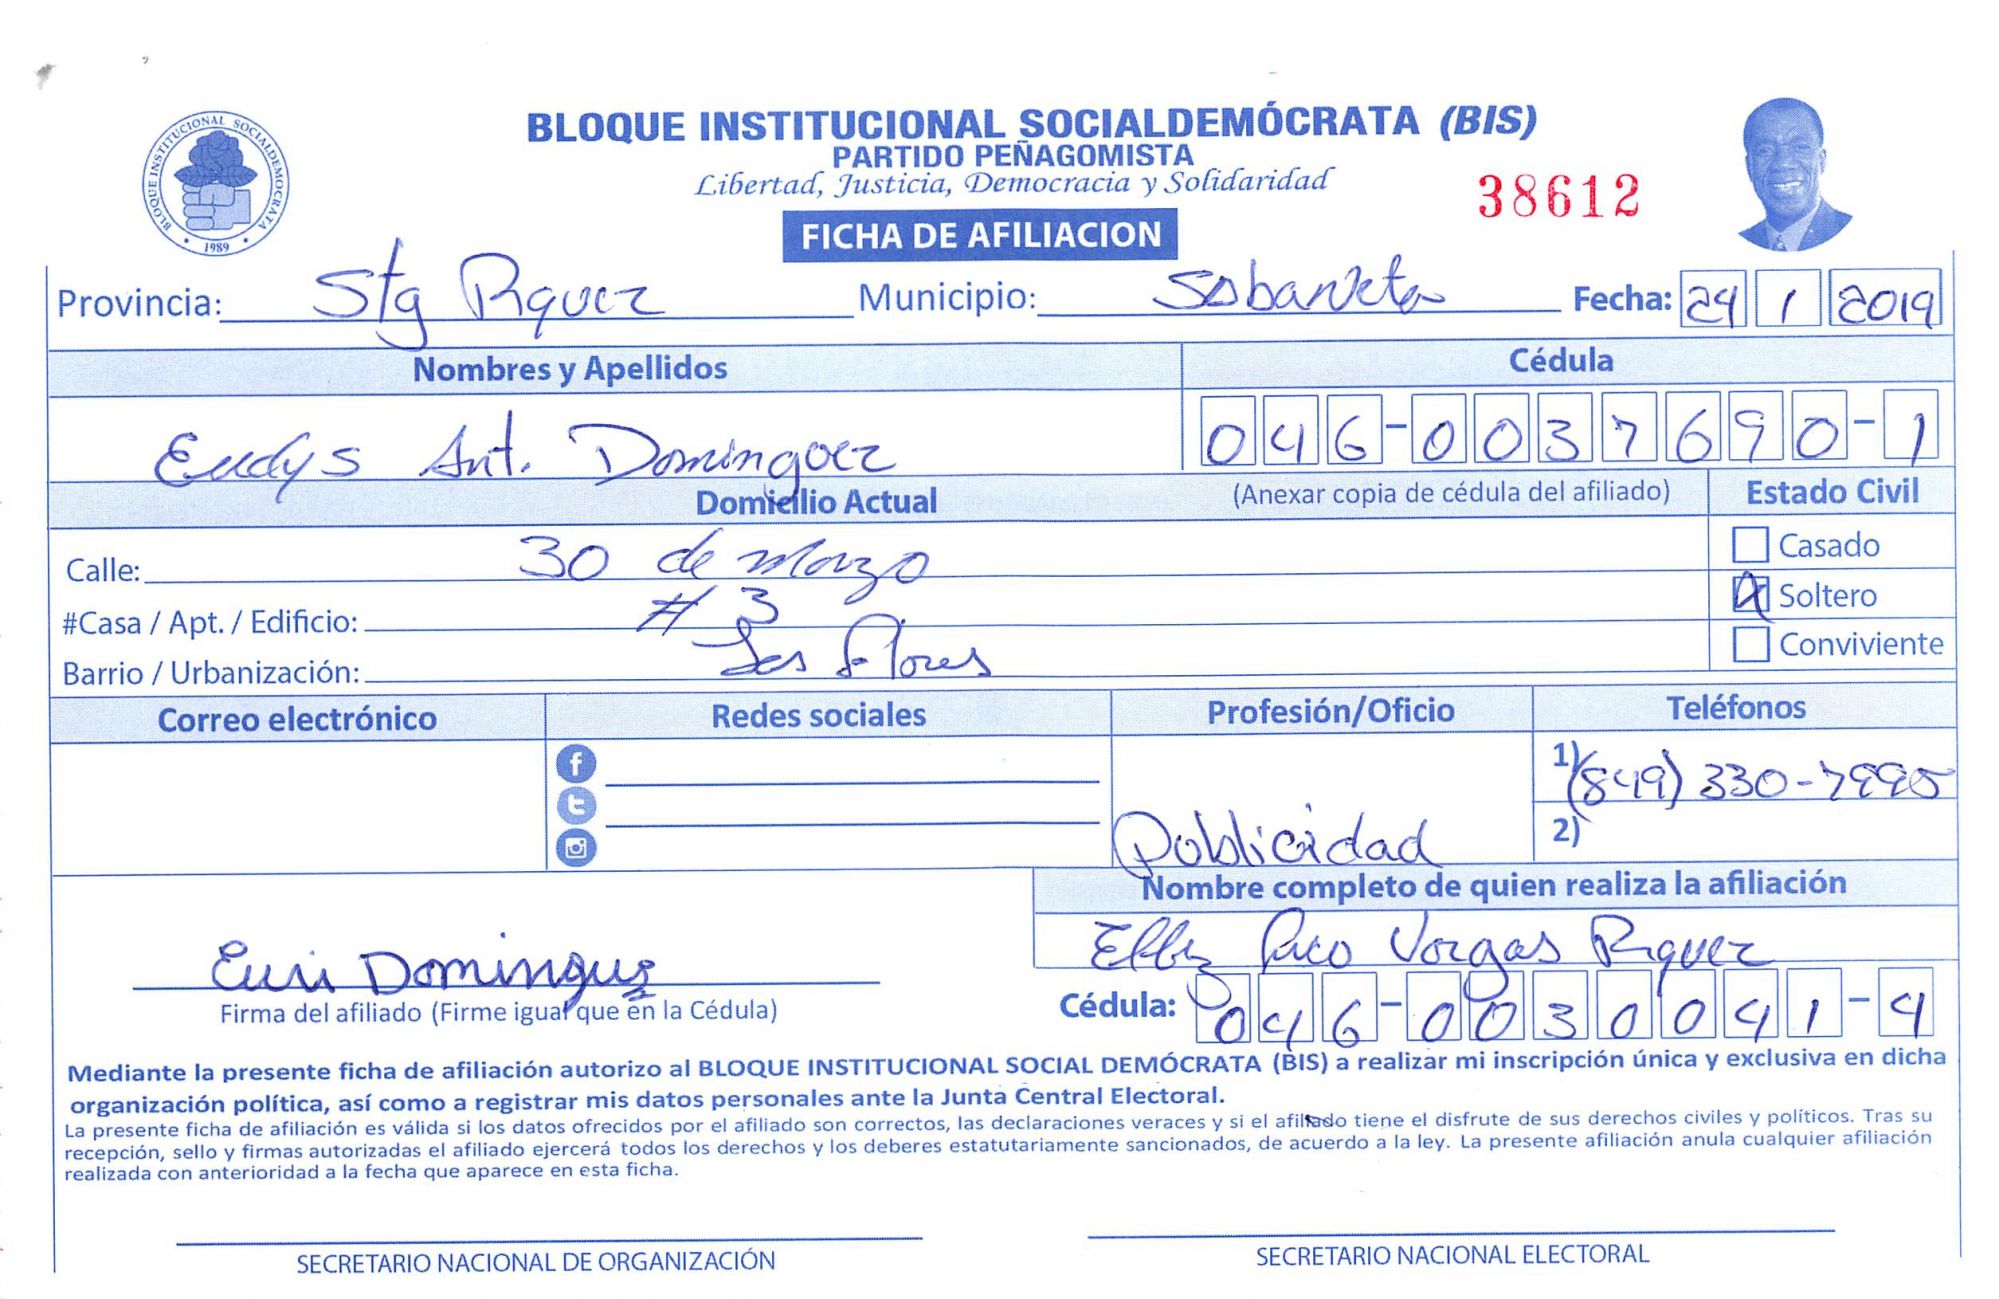 BLOQUE INSTITUCIONAL SOCIALDEMÓCRATA (BIS)
PARTIDO PEÑAGOMISTA
Libertad, Justicia, Democracia y Solidaridad
38612
BLOQUE INSTITUCIONAL SOCIALDEMOCRATA
1989
FICHA DE AFILIACION
Provincia: Stg Rguez Municipio: Sabaneta Fecha: 24 1 2019
Nombres y Apellidos Cédula
Eudys Ant. Dominguez 046-0037690-1
Domicilio Actual (Anexar copia de cédula del afiliado) Estado Civil
Calle: 30 de Marzo Casado
#Casa / Apt. / Edificio: # 3 Soltero
Barrio / Urbanización: Las Flores Conviviente
Correo electrónico Redes sociales Profesión/Oficio Teléfonos
1) (849) 330-7995
Publicidad 2)
Nombre completo de quien realiza la afiliación
Vargas Rguez
Dominguez
Firma del afiliado (Firme igual que en la Cédula) Cédula: 046-0030041-4
Mediante la presente ficha de afiliación autorizo al BLOQUE INSTITUCIONAL SOCIAL DEMÓCRATA (BIS) a realizar mi inscripción única y exclusiva en dicha
organización política, así como a registrar mis datos personales ante la Junta Central Electoral.
La presente ficha de afiliación es válida si los datos ofrecidos por el afiliado son correctos, las declaraciones veraces y si el afiliado tiene el disfrute de sus derechos civiles y políticos. Tras su
recepción, sello y firmas autorizadas el afiliado ejercerá todos los derechos y los deberes estatutariamente sancionados, de acuerdo a la ley. La presente afiliación anula cualquier afiliación
realizada con anterioridad a la fecha que aparece en esta ficha.
SECRETARIO NACIONAL DE ORGANIZACIÓN SECRETARIO NACIONAL ELECTORAL